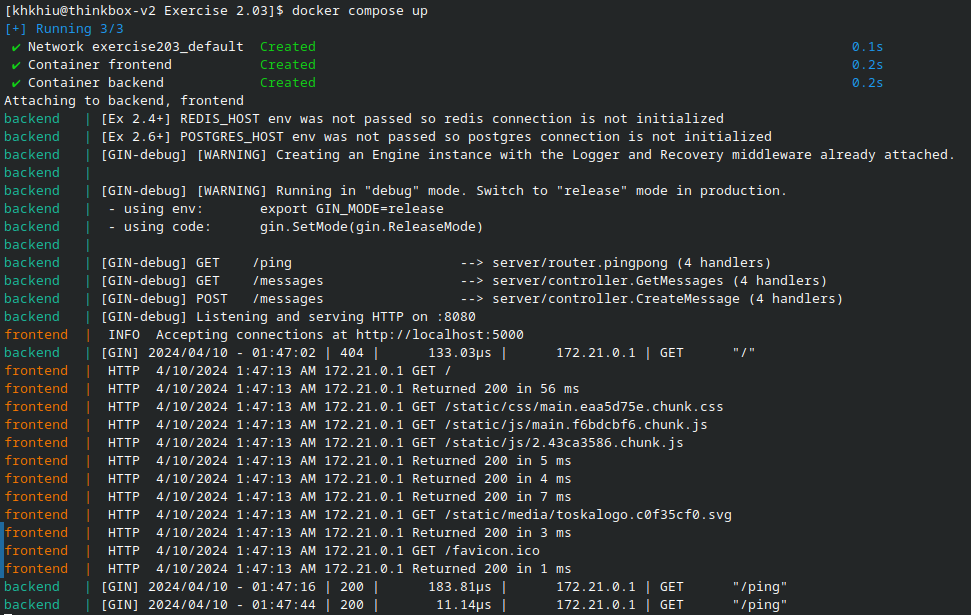 [khkhiu@thinkbox-v2 Exercise 2.03]$ docker compose up
[+] Running 3/3
✔ Network exercise203_default  Created  0.1s
✔ Container frontend  Created  0.2s
✔ Container backend  Created  0.2s
Attaching to backend, frontend
backend   | [Ex 2.4+] REDIS_HOST env was not passed so redis connection is not initialized
backend   | [Ex 2.6+] POSTGRES_HOST env was not passed so postgres connection is not initialized
backend   | [GIN-debug] [WARNING] Creating an Engine instance with the Logger and Recovery middleware already attached.
backend   |
backend   | [GIN-debug] [WARNING] Running in "debug" mode. Switch to "release" mode in production.
backend   |  - using env:       export GIN_MODE=release
backend   |  - using code:      gin.SetMode(gin.ReleaseMode)
backend   |
backend   | [GIN-debug] GET    /ping                     --> server/router.pingpong (4 handlers)
backend   | [GIN-debug] GET    /messages                 --> server/controller.GetMessages (4 handlers)
backend   | [GIN-debug] POST   /messages                 --> server/controller.CreateMessage (4 handlers)
backend   | [GIN-debug] Listening and serving HTTP on :8080
frontend  |  INFO  Accepting connections at http://localhost:5000
backend   | [GIN] 2024/04/10 - 01:47:02 | 404 |      133.03µs |      172.21.0.1 | GET      "/"
frontend  |  HTTP  4/10/2024 1:47:13 AM 172.21.0.1 GET /
frontend  |  HTTP  4/10/2024 1:47:13 AM 172.21.0.1 Returned 200 in 56 ms
frontend  |  HTTP  4/10/2024 1:47:13 AM 172.21.0.1 GET /static/css/main.eaa5d75e.chunk.css
frontend  |  HTTP  4/10/2024 1:47:13 AM 172.21.0.1 GET /static/js/main.f6bdcbf6.chunk.js
frontend  |  HTTP  4/10/2024 1:47:13 AM 172.21.0.1 GET /static/js/2.43ca3586.chunk.js
frontend  |  HTTP  4/10/2024 1:47:13 AM 172.21.0.1 Returned 200 in 5 ms
frontend  |  HTTP  4/10/2024 1:47:13 AM 172.21.0.1 Returned 200 in 4 ms
frontend  |  HTTP  4/10/2024 1:47:13 AM 172.21.0.1 Returned 200 in 7 ms
frontend  |  HTTP  4/10/2024 1:47:13 AM 172.21.0.1 GET /static/media/toskalogo.c0f35cf0.svg
frontend  |  HTTP  4/10/2024 1:47:13 AM 172.21.0.1 Returned 200 in 3 ms
frontend  |  HTTP  4/10/2024 1:47:13 AM 172.21.0.1 GET /favicon.ico
frontend  |  HTTP  4/10/2024 1:47:13 AM 172.21.0.1 Returned 200 in 1 ms
backend   | [GIN] 2024/04/10 - 01:47:16 | 200 |      183.81µs |      172.21.0.1 | GET      "/ping"
backend   | [GIN] 2024/04/10 - 01:47:44 | 200 |       11.14µs |      172.21.0.1 | GET      "/ping"